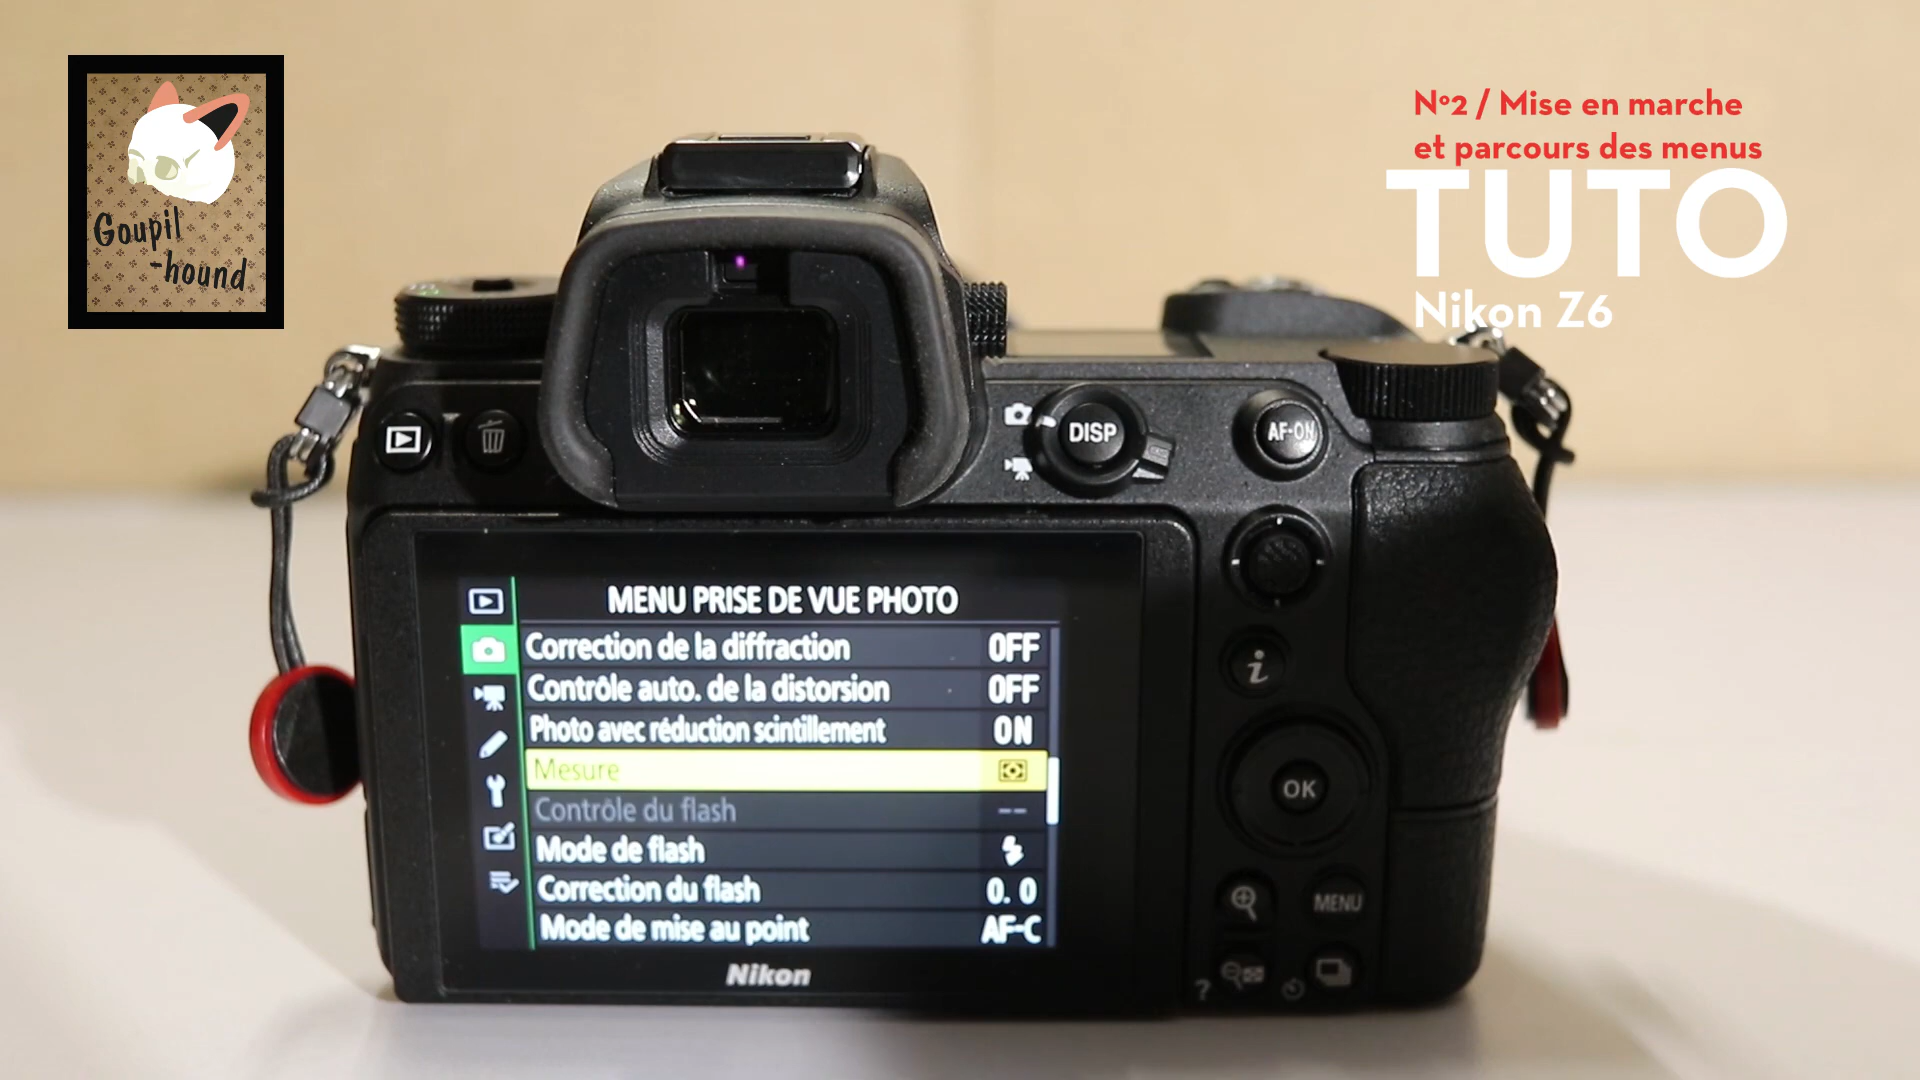 Goupil
-hound
N°2 / Mise en marche
et parcours des menus
TUTO
Nikon Z6
DISP
AF-ON
MENU PRISE DE VUE PHOTO
Correction de la diffraction OFF
Contrôle auto. de la distorsion OFF
Photo avec réduction scintillement ON
Mesure
Contrôle du flash --
Mode de flash
Correction du flash 0.0
Mode de mise au point AF-C
i
OK
MENU
?
Nikon